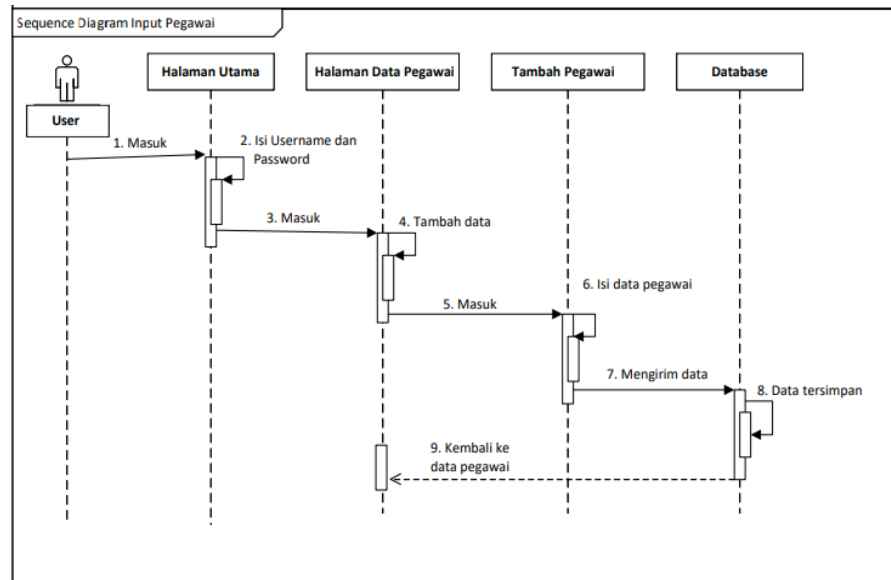 Sequence Diagram Input Pegawai
User
Halaman Utama
Halaman Data Pegawai
Tambah Pegawai
Database
1. Masuk
2. Isi Username dan
Password
3. Masuk
4. Tambah data
5. Masuk
6. Isi data pegawai
7. Mengirim data
8. Data tersimpan
9. Kembali ke
data pegawai